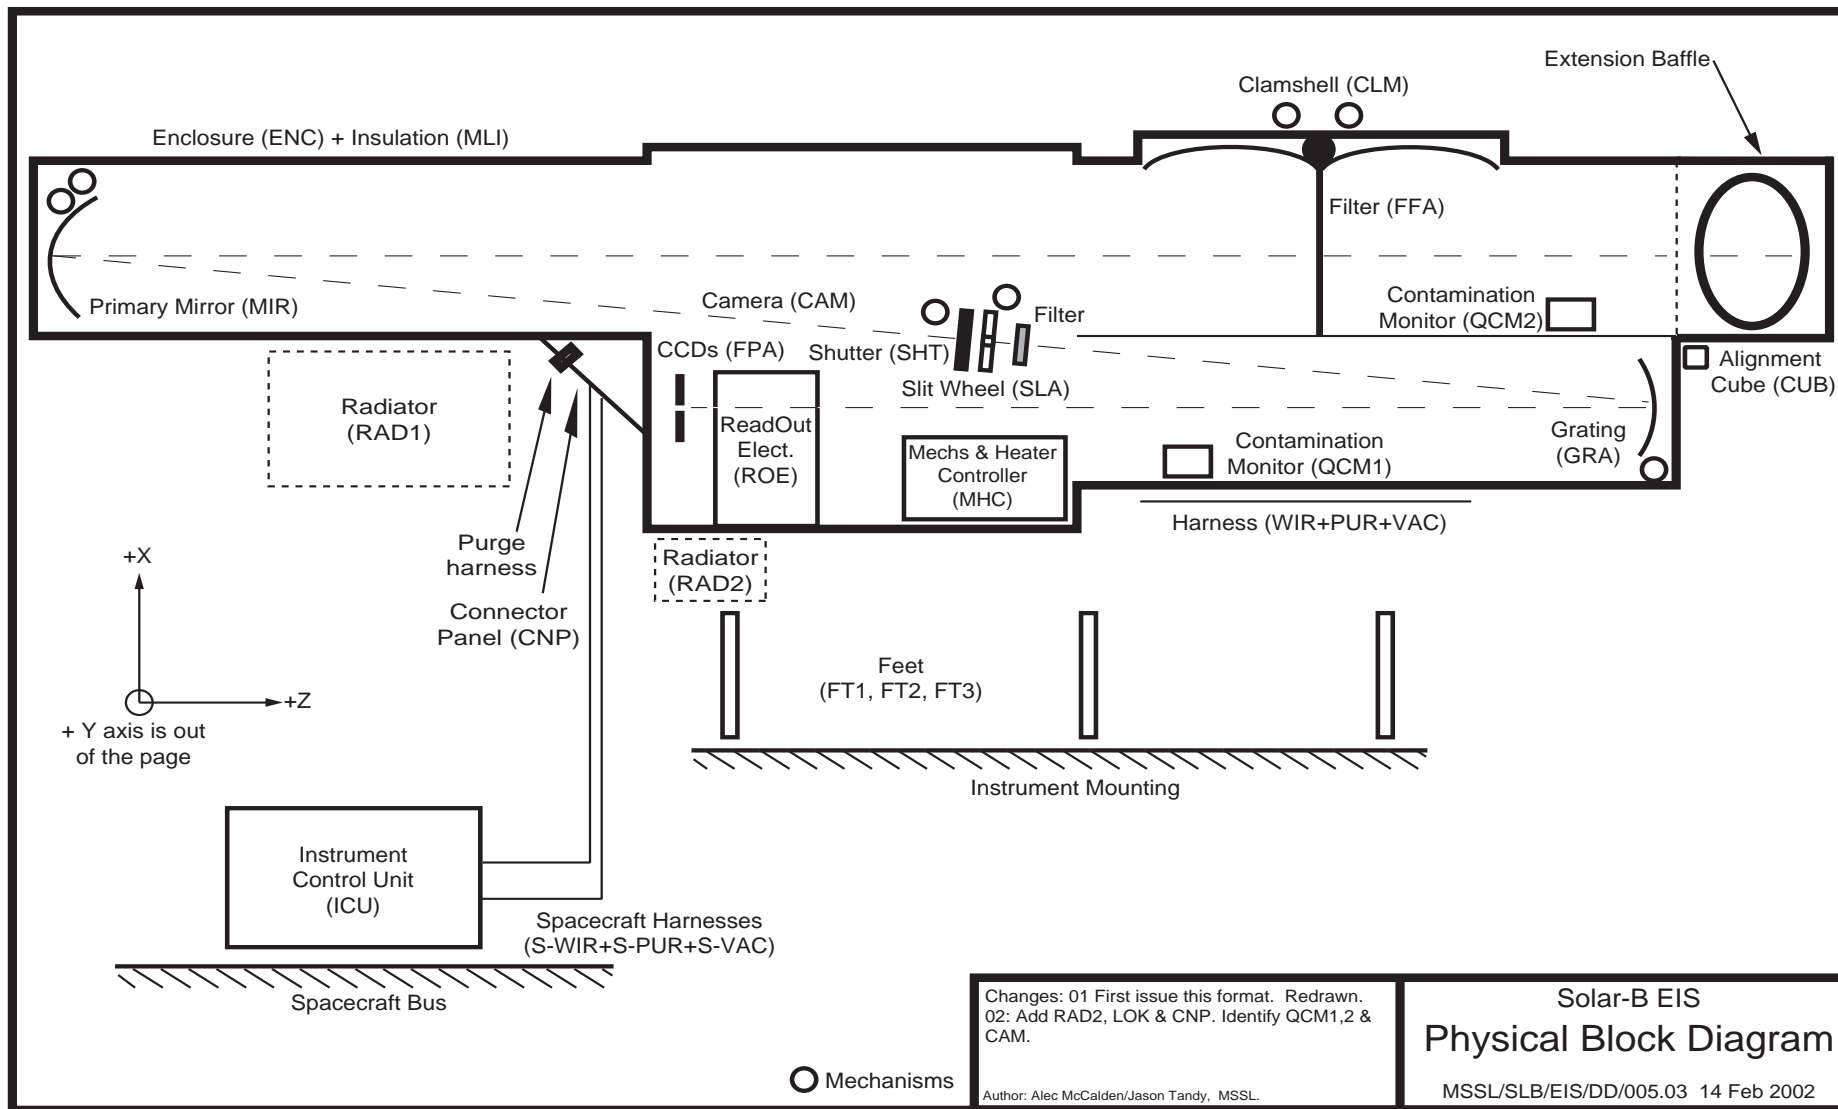 Extension Baffle
Clamshell (CLM)
Enclosure (ENC) + Insulation (MLI)
Filter (FFA)
Primary Mirror (MIR)
Camera (CAM)
Filter
Contamination
Monitor (QCM2)
CCDs (FPA)
Shutter (SHT)
Slit Wheel (SLA)
Alignment
Cube (CUB)
Radiator
(RAD1)
ReadOut
Elect.
(ROE)
Mechs & Heater
Controller
(MHC)
Contamination
Monitor (QCM1)
Grating
(GRA)
Harness (WIR+PUR+VAC)
Purge
harness
Radiator
(RAD2)
Connector
Panel (CNP)
+X
+Z
+ Y axis is out
of the page
Feet
(FT1, FT2, FT3)
Instrument Mounting
Instrument
Control Unit
(ICU)
Spacecraft Harnesses
(S-WIR+S-PUR+S-VAC)
Spacecraft Bus
Mechanisms
Changes: 01 First issue this format. Redrawn.
02: Add RAD2, LOK & CNP. Identify QCM1,2 &
CAM.
Author: Alec McCalden/Jason Tandy, MSSL.
Solar-B EIS
Physical Block Diagram
MSSL/SLB/EIS/DD/005.03 14 Feb 2002